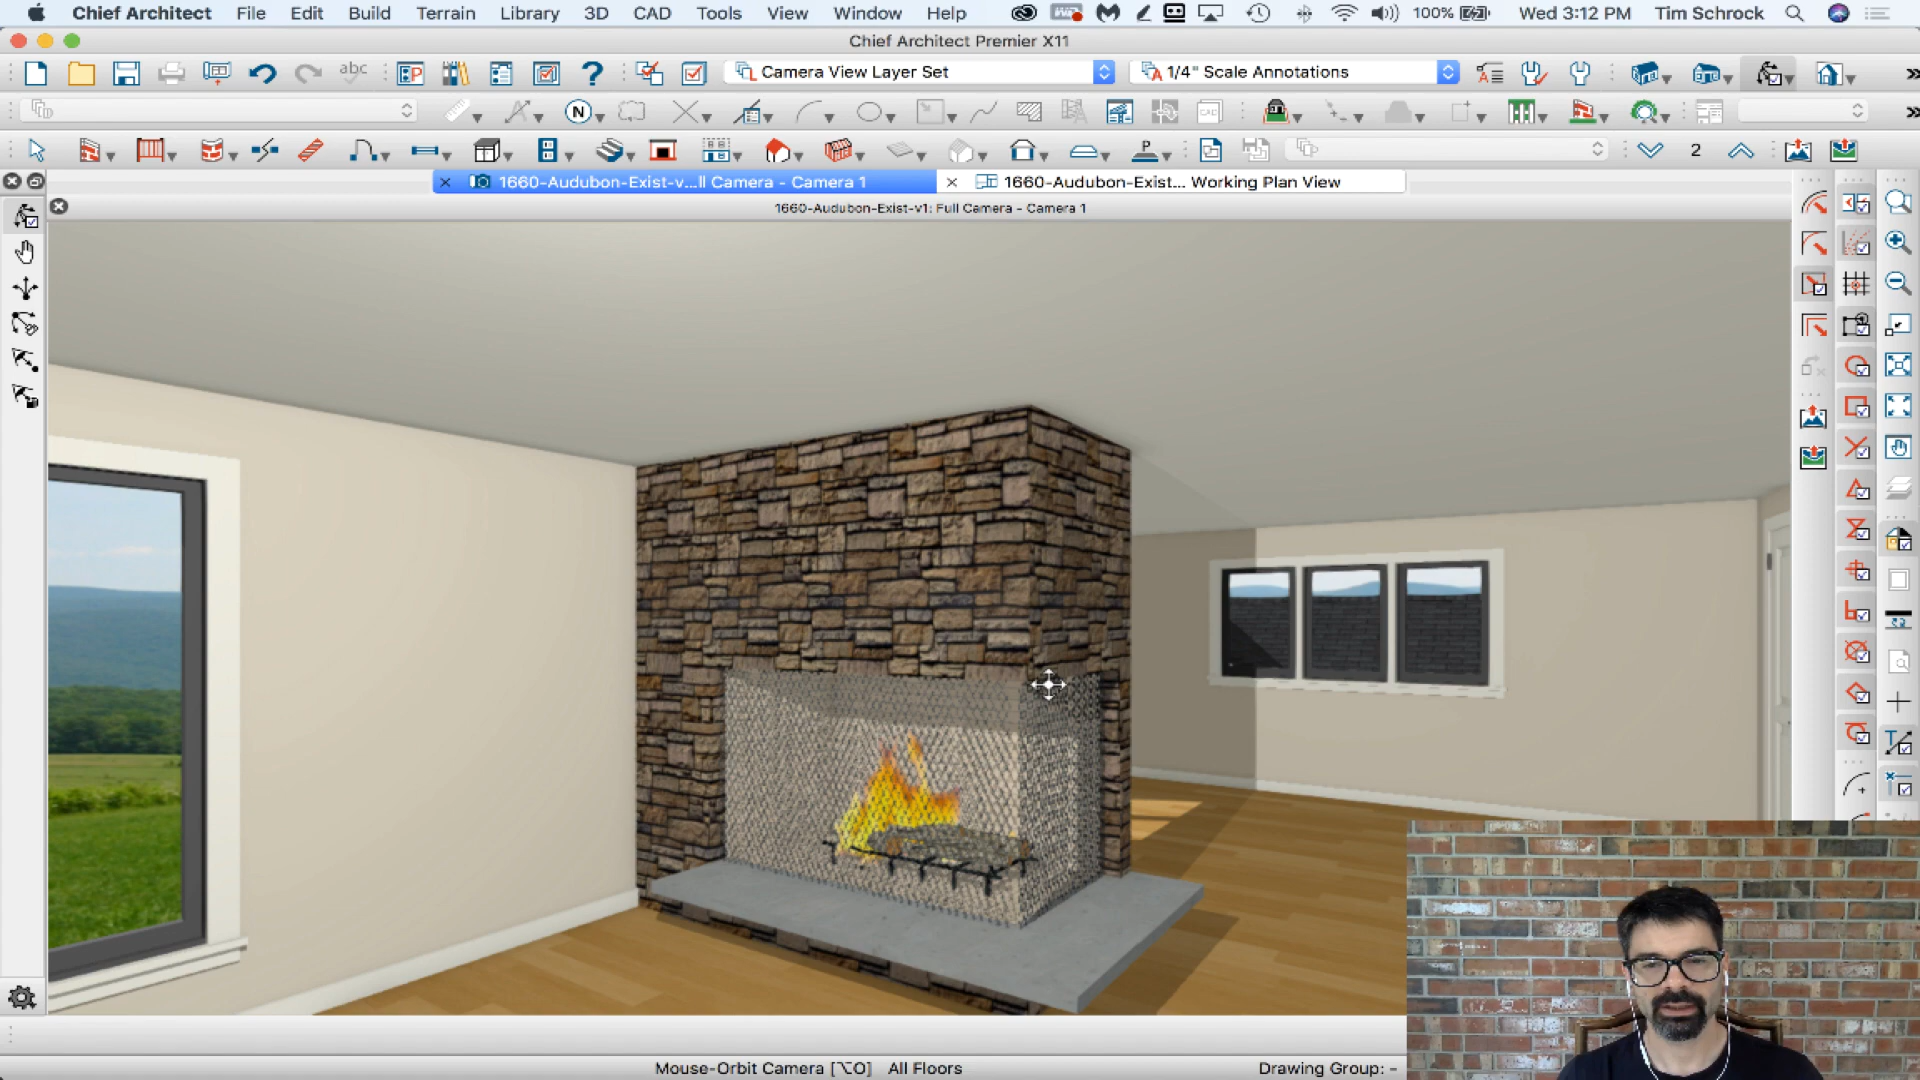 Chief Architect File Edit Build Terrain Library 3D CAD Tools View Window Help 100% Wed 3:12 PM Tim Schrock
Chief Architect Premier X11
abc P ? Camera View Layer Set 1/4" Scale Annotations
N CAD
P 2
1660-Audubon-Exist-v...ll Camera - Camera 1 1660-Audubon-Exist... Working Plan View
1660-Audubon-Exist-v1: Full Camera - Camera 1
Mouse-Orbit Camera [⌥O] All Floors Drawing Group: -